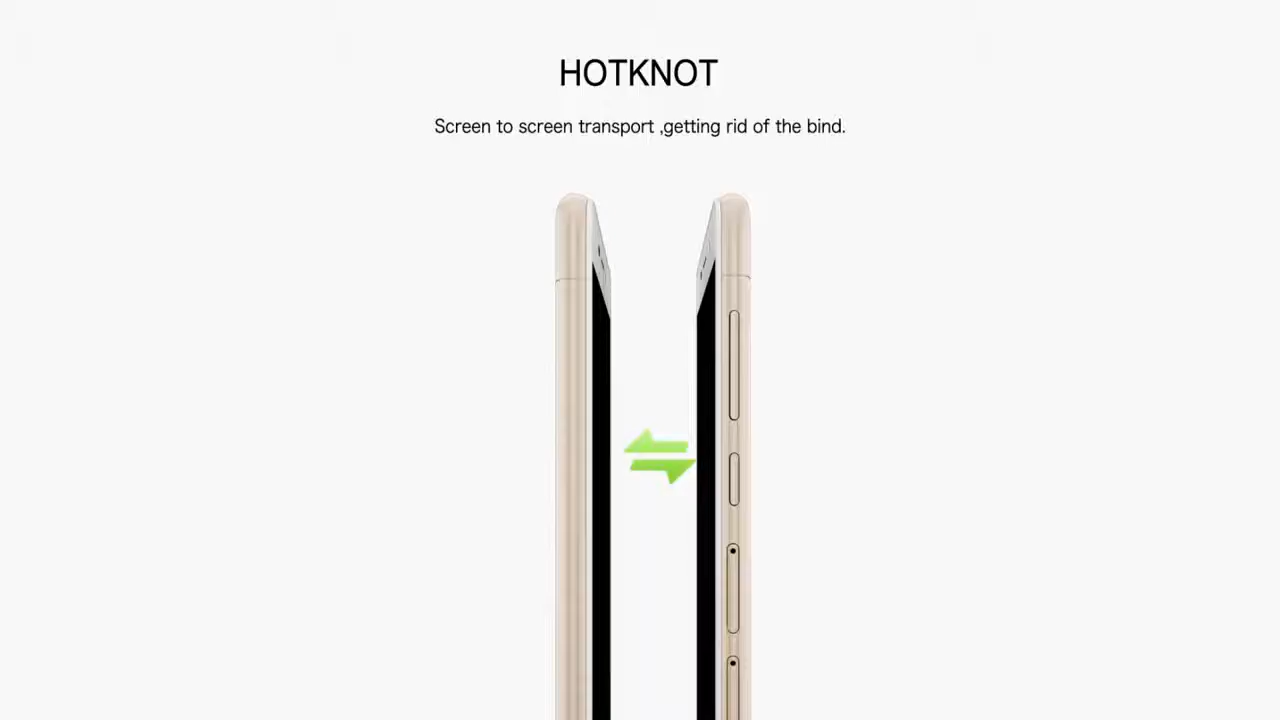 HOTKNOT
Screen to screen transport ,getting rid of the bind.